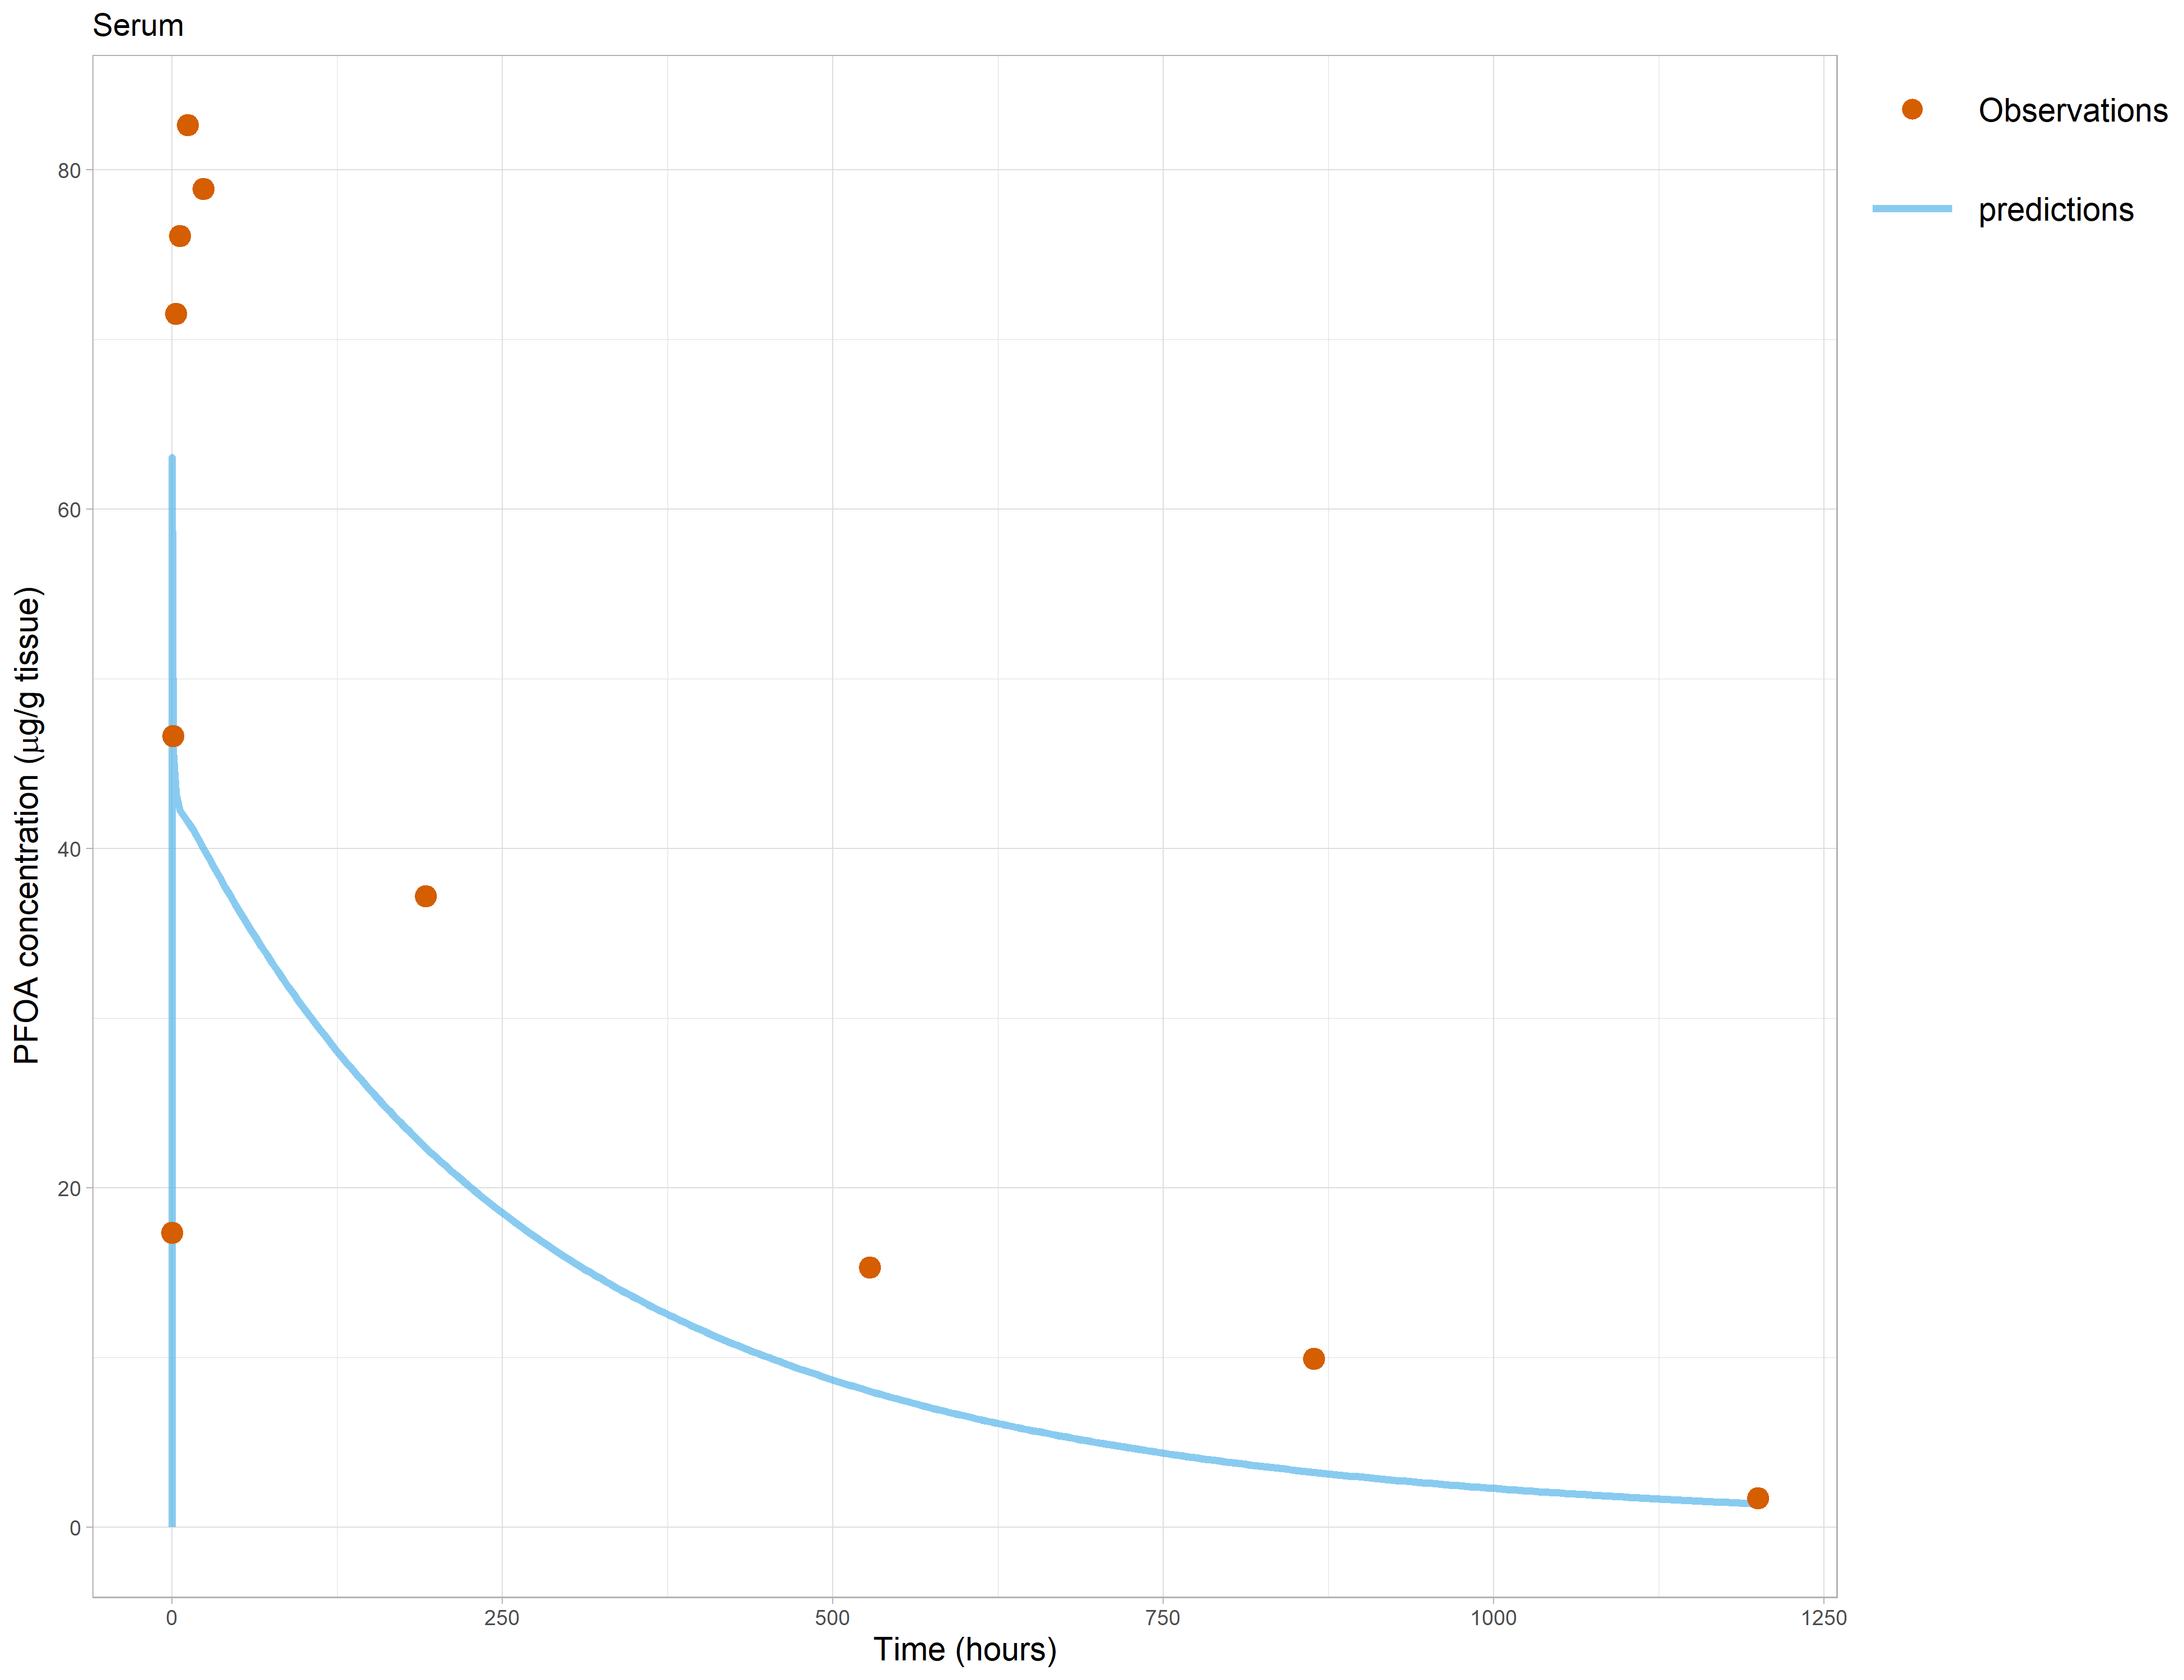 Serum
Observations
predictions
PFOA concentration (μg/g tissue)
80
60
40
20
0
0 250 500 750 1000 1250
Time (hours)